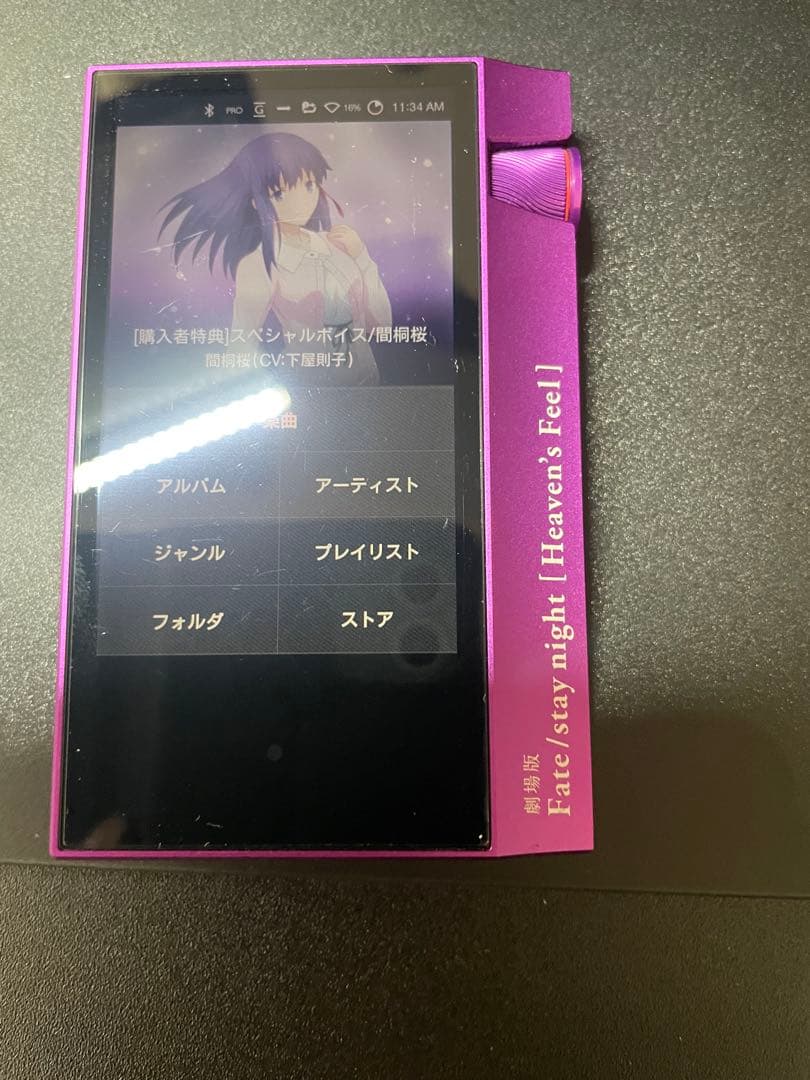 PRO G 16% 11:34 AM
[購入者特典]スペシャルボイス/間桐桜
間桐桜(CV:下屋則子)
楽曲
アルバム アーティスト
ジャンル プレイリスト
フォルダ ストア
劇場版
Fate/stay night [Heaven's Feel]